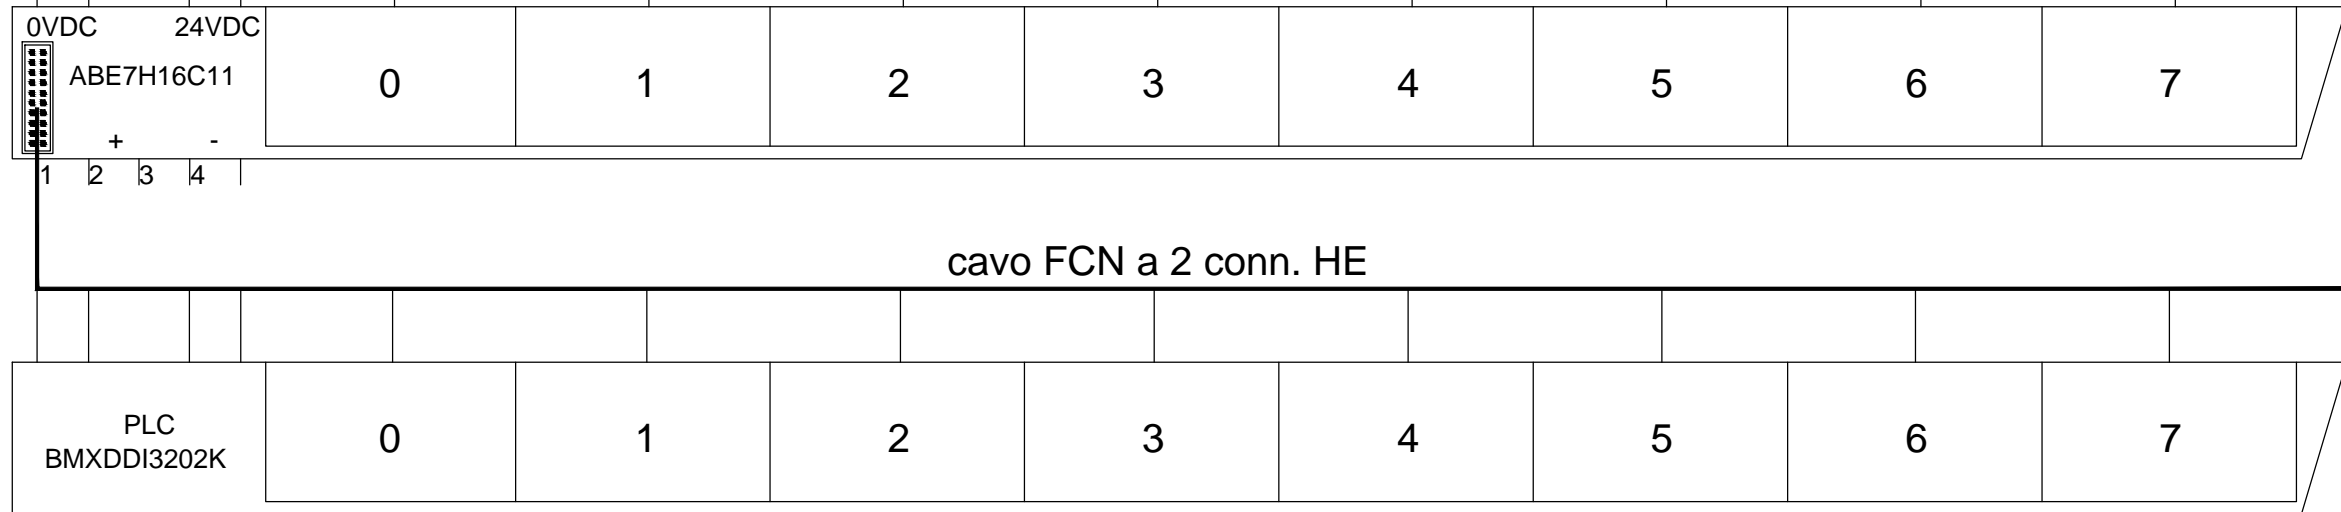 0VDC 24VDC
ABE7H16C11
0 1 2 3 4 5 6 7
+ -
1 2 3 4
cavo FCN a 2 conn. HE
PLC
BMXDDI3202K
0 1 2 3 4 5 6 7